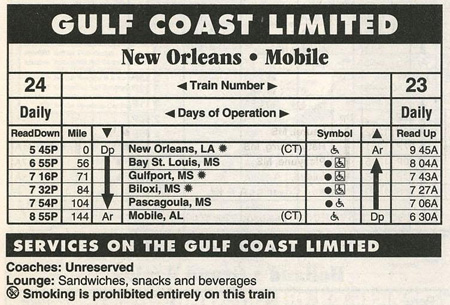 GULF COAST LIMITED
New Orleans • Mobile
24 ◄ Train Number ► 23
Daily ◄ Days of Operation ► Daily
Read Down Mile ▼ Symbol ▲ Read Up
5 45P 0 Dp New Orleans, LA ✹ (CT) ♿ Ar 9 45A
6 55P 56 Bay St. Louis, MS ● ♿ 8 04A
7 16P 71 Gulfport, MS ✹ ● ♿ 7 43A
7 32P 84 Biloxi, MS ✹ ● ♿ 7 27A
7 54P 104 Pascagoula, MS ● ♿ 7 06A
8 55P 144 Ar Mobile, AL (CT) ♿ Dp 6 30A
SERVICES ON THE GULF COAST LIMITED
Coaches: Unreserved
Lounge: Sandwiches, snacks and beverages
Smoking is prohibited entirely on this train